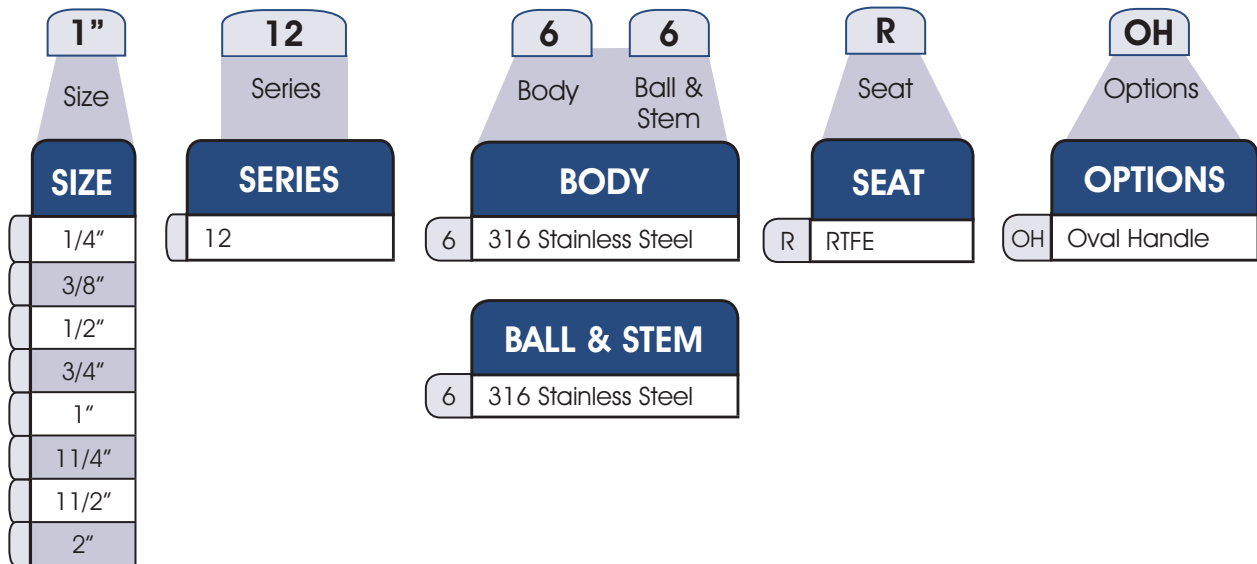 1”
12
6
6
R
OH
Size
Series
Body
Ball &
Stem
Seat
Options
SIZE
1/4”
3/8”
1/2”
3/4”
1”
11/4”
11/2”
2”
SERIES
12
BODY
6 316 Stainless Steel
BALL & STEM
6 316 Stainless Steel
SEAT
R RTFE
OPTIONS
OH Oval Handle